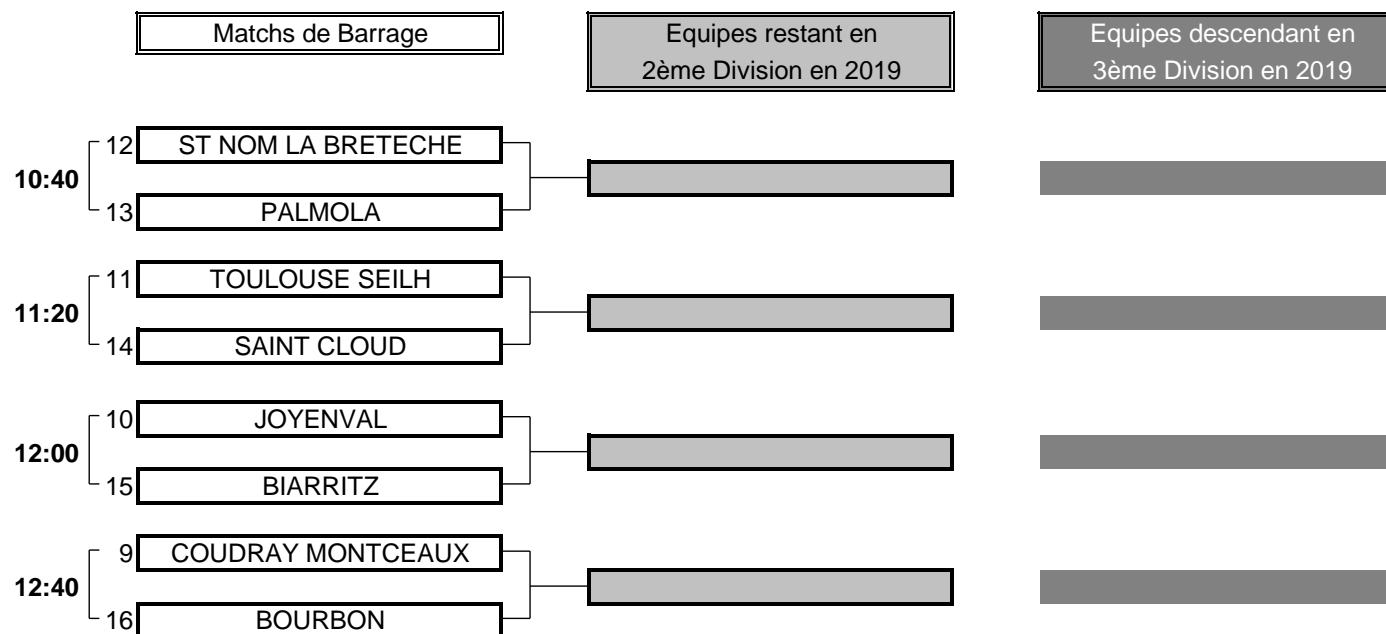 Matchs de Barrage
Equipes restant en
2ème Division en 2019
Equipes descendant en
3ème Division en 2019
12 ST NOM LA BRETECHE
10:40
13 PALMOLA
11 TOULOUSE SEILH
11:20
14 SAINT CLOUD
10 JOYENVAL
12:00
15 BIARRITZ
9 COUDRAY MONTCEAUX
12:40
16 BOURBON